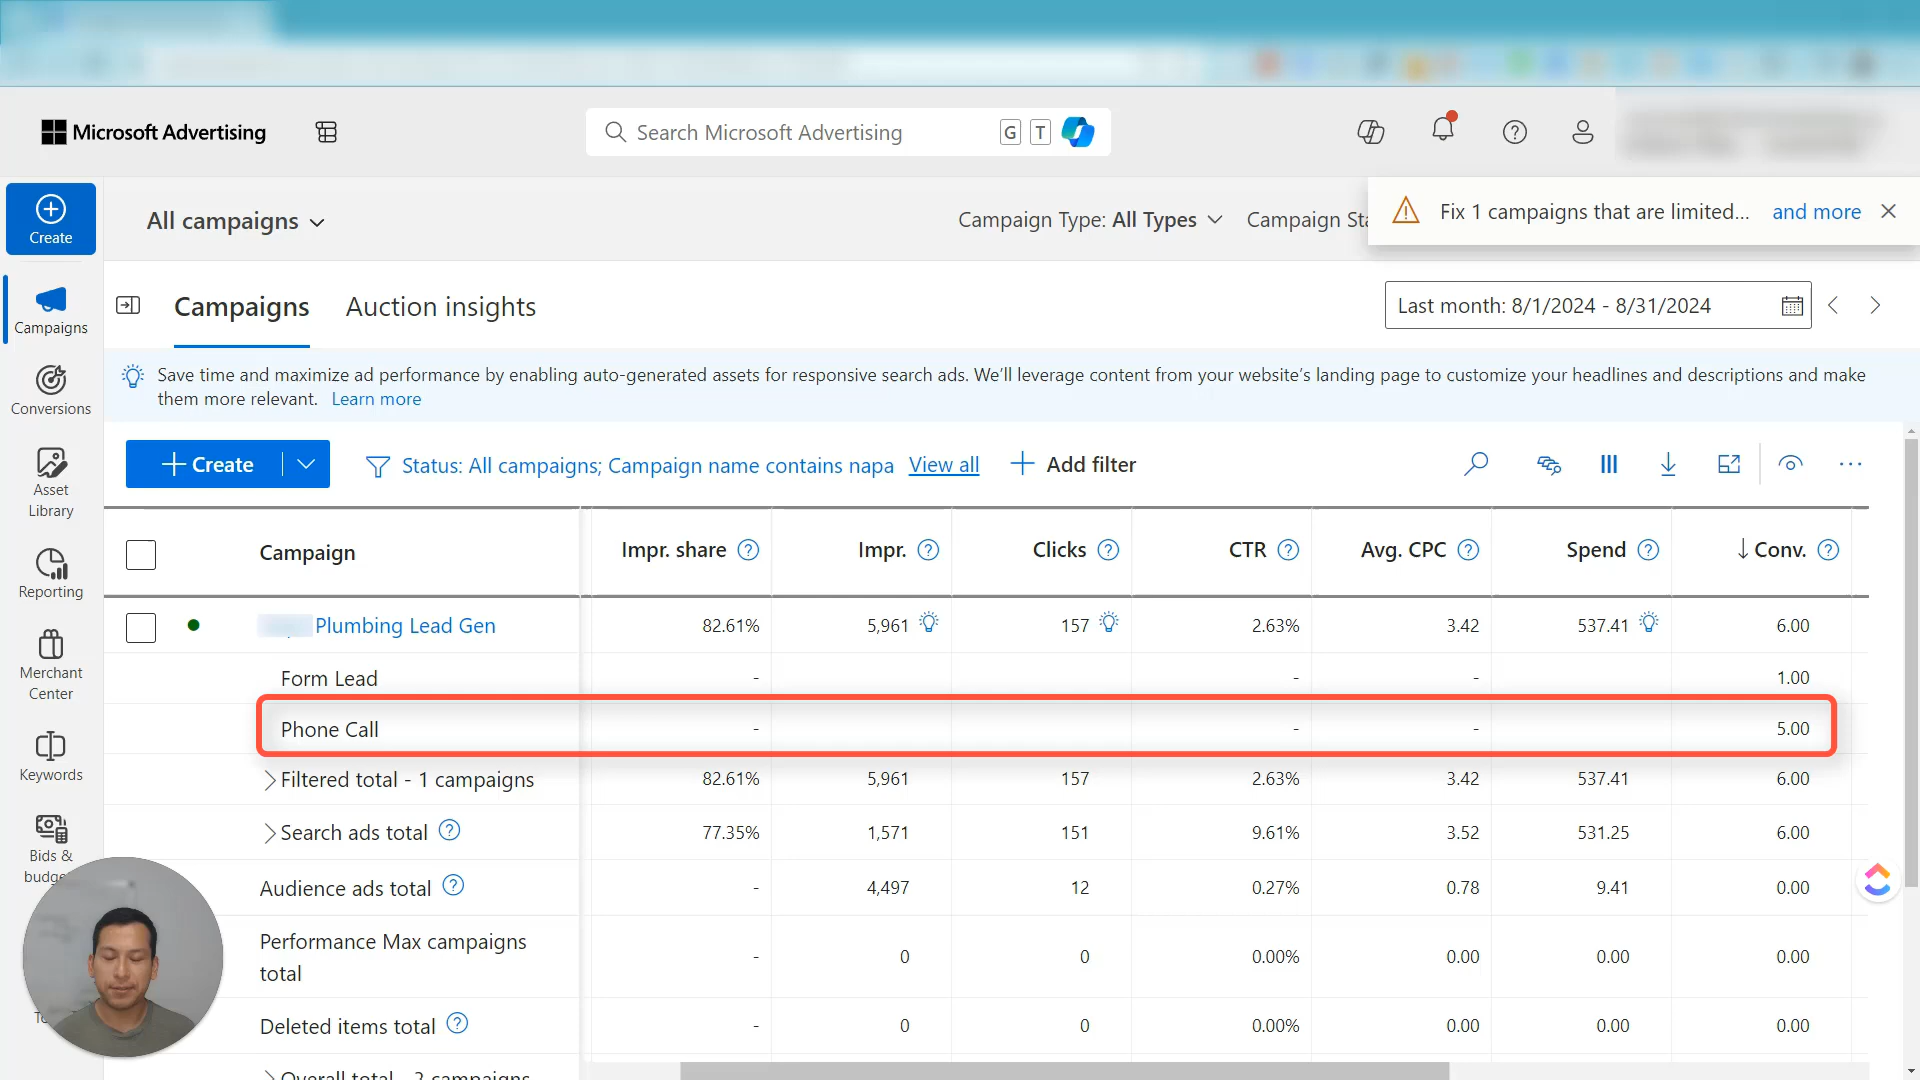 Microsoft Advertising
Search Microsoft Advertising
G T
Create
All campaigns
Campaign Type: All Types
Campaign Sta
Fix 1 campaigns that are limited... and more
Campaigns
Conversions
Asset
Library
Reporting
Merchant
Center
Keywords
Bids &
budge
To
Campaigns
Auction insights
Last month: 8/1/2024 - 8/31/2024
Save time and maximize ad performance by enabling auto-generated assets for responsive search ads. We’ll leverage content from your website’s landing page to customize your headlines and descriptions and make
them more relevant. Learn more
Create
Status: All campaigns; Campaign name contains napa View all
Add filter
Campaign Impr. share Impr. Clicks CTR Avg. CPC Spend Conv.
Plumbing Lead Gen 82.61% 5,961 157 2.63% 3.42 537.41 6.00
Form Lead - - - 1.00
Phone Call - - - 5.00
Filtered total - 1 campaigns 82.61% 5,961 157 2.63% 3.42 537.41 6.00
Search ads total 77.35% 1,571 151 9.61% 3.52 531.25 6.00
Audience ads total - 4,497 12 0.27% 0.78 9.41 0.00
Performance Max campaigns
total - 0 0 0.00% 0.00 0.00 0.00
Deleted items total - 0 0 0.00% 0.00 0.00 0.00
Overall total - 2 campaigns